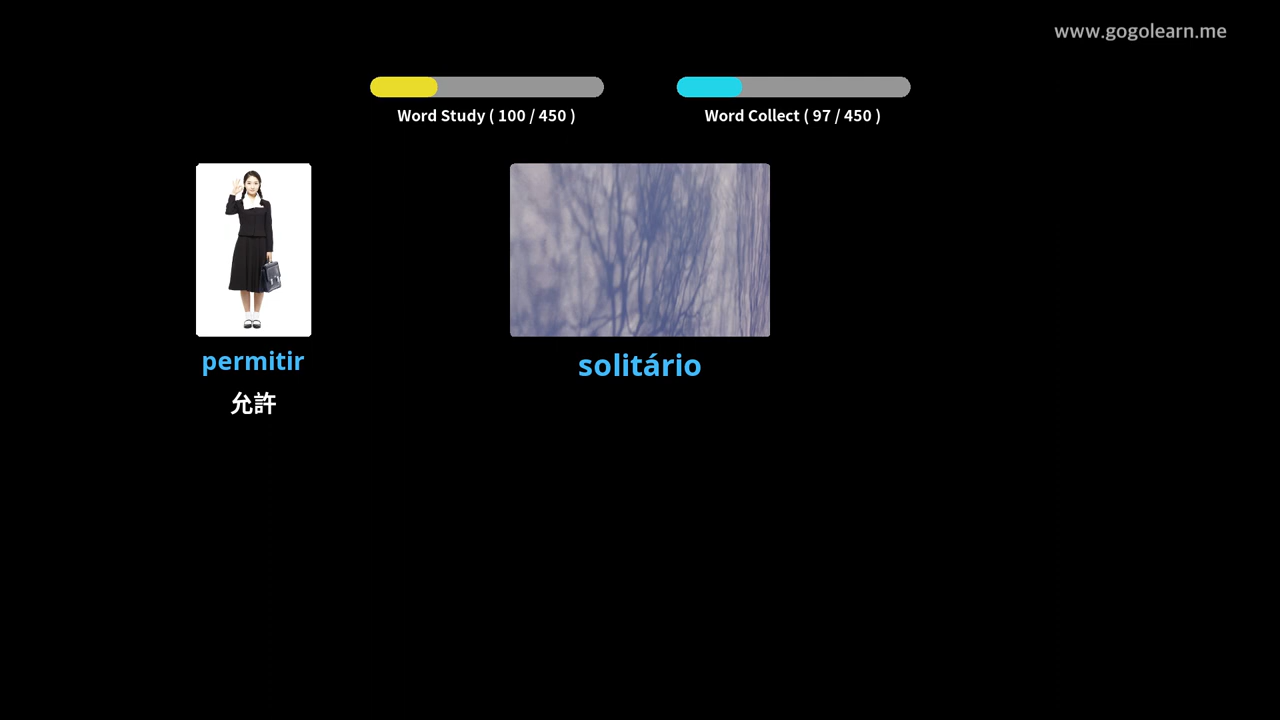 www.gogolearn.me
Word Study ( 100 / 450 )
Word Collect ( 97 / 450 )
permitir
允許
solitário